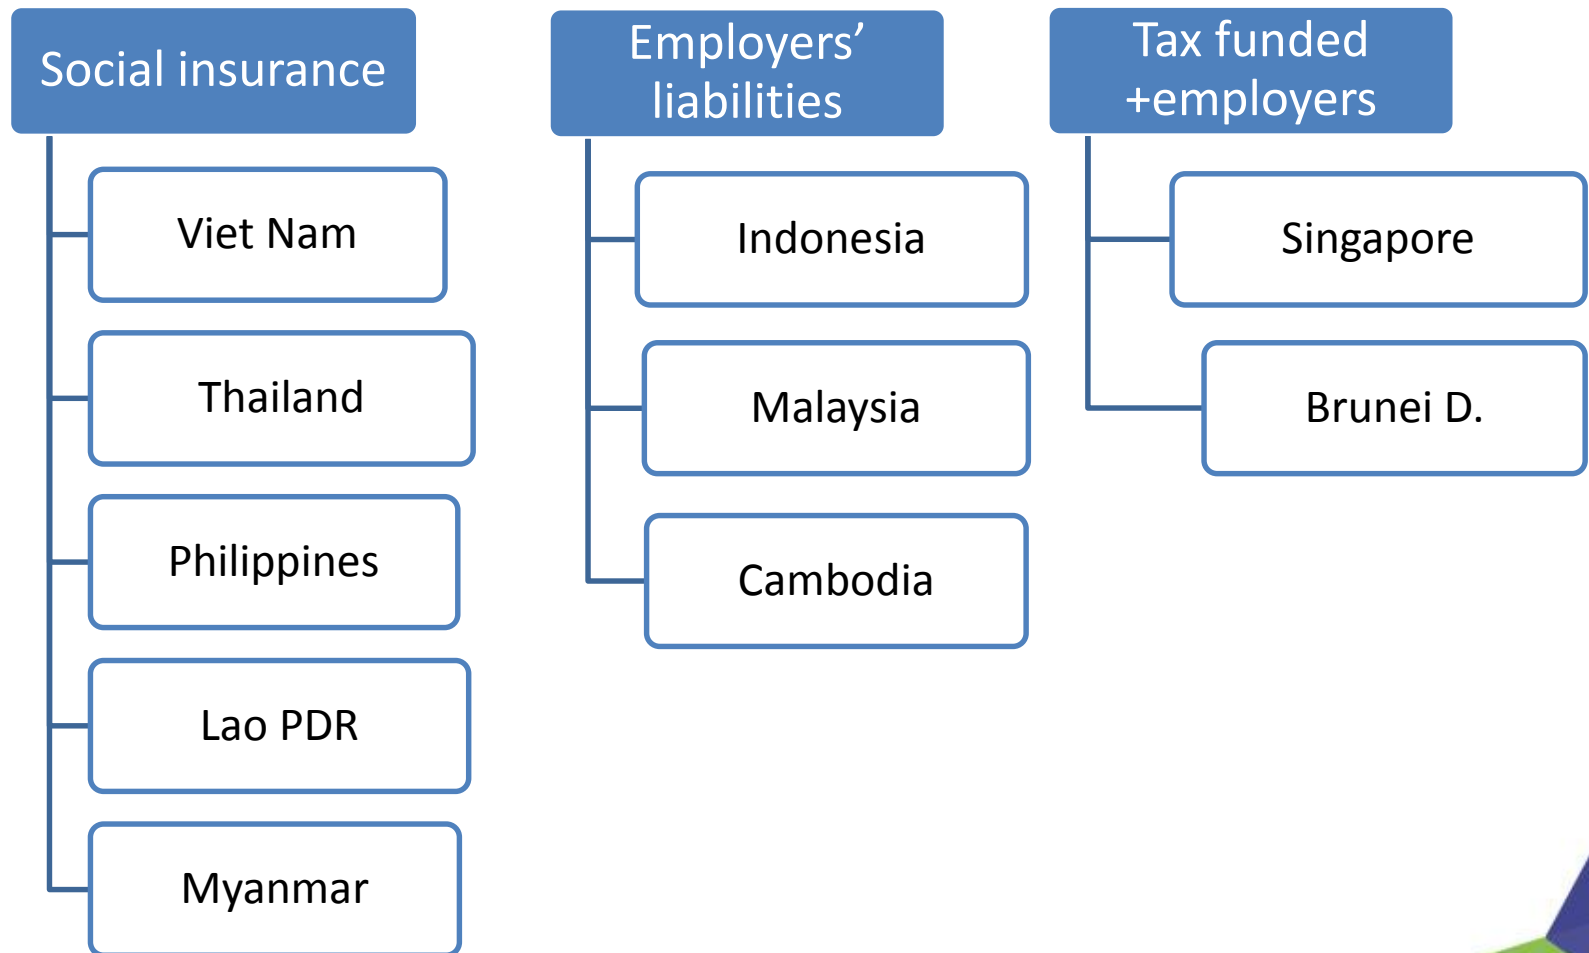 Social insurance
Viet Nam
Thailand
Philippines
Lao PDR
Myanmar
Employers’
liabilities
Indonesia
Malaysia
Cambodia
Tax funded
+employers
Singapore
Brunei D.